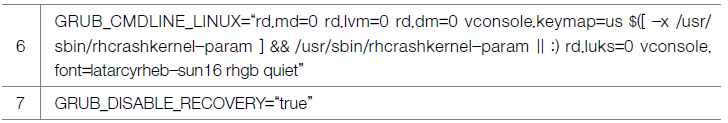 6 GRUB_CMDLINE_LINUX=“rd.md=0 rd.lvm=0 rd.dm=0 vconsole.keymap=us $([ -x /usr/
sbin/rhcrashkernel-param ] && /usr/sbin/rhcrashkernel-param || :) rd.luks=0 vconsole.
font=latarcyrheb-sun16 rhgb quiet”
7 GRUB_DISABLE_RECOVERY=“true”